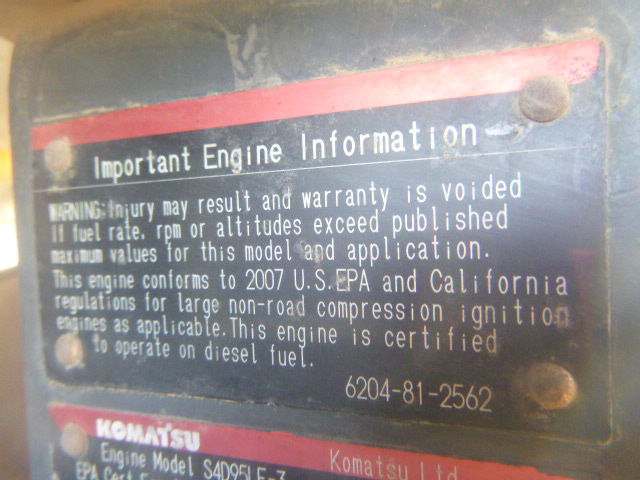 Important Engine Information
WARNING:Injury may result and warranty is voided
If fuel rate, rpm or altitudes exceed published
maximum values for this model and application.
This engine conforms to 2007 U.S.EPA and California
regulations for large non-road compression ignition
engines as applicable.This engine is certified
to operate on diesel fuel.
6204-81-2562
KOMATSU
Engine Model S4D95LE-3 Komatsu Ltd
EPA Cert